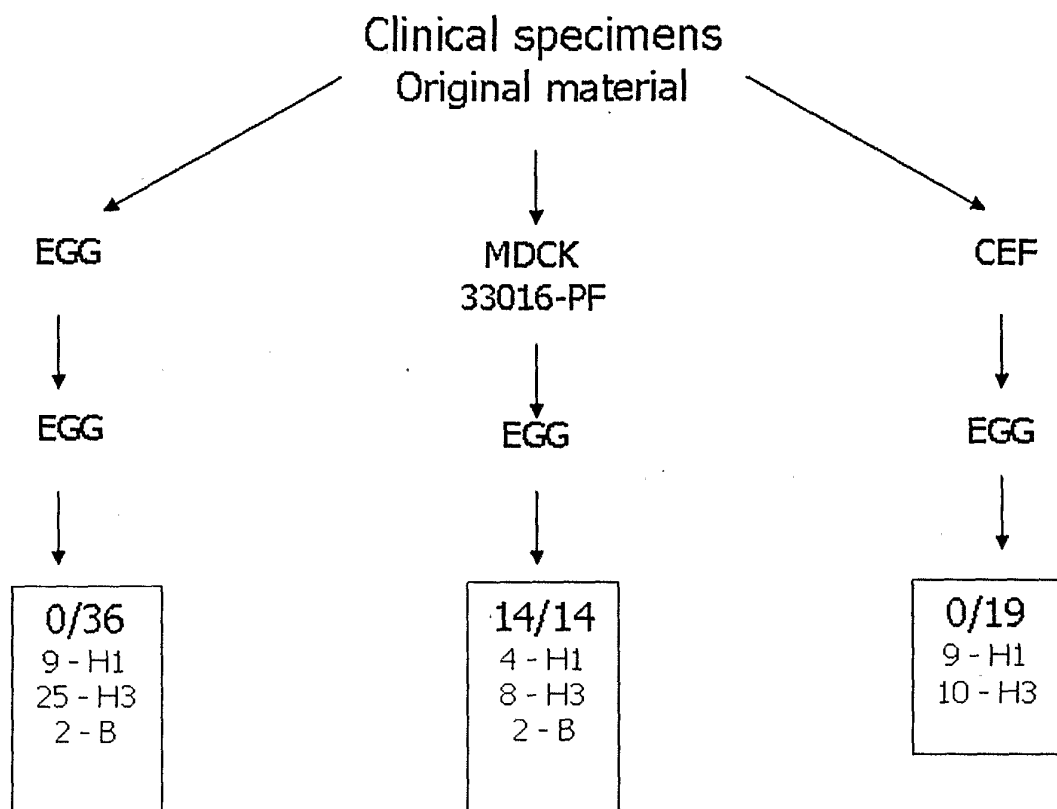 Clinical specimens
Original material
EGG
MDCK
33016-PF
CEF
EGG
EGG
EGG
0/36
9 - H1
25 - H3
2 - B
14/14
4 - H1
8 - H3
2 - B
0/19
9 - H1
10 - H3